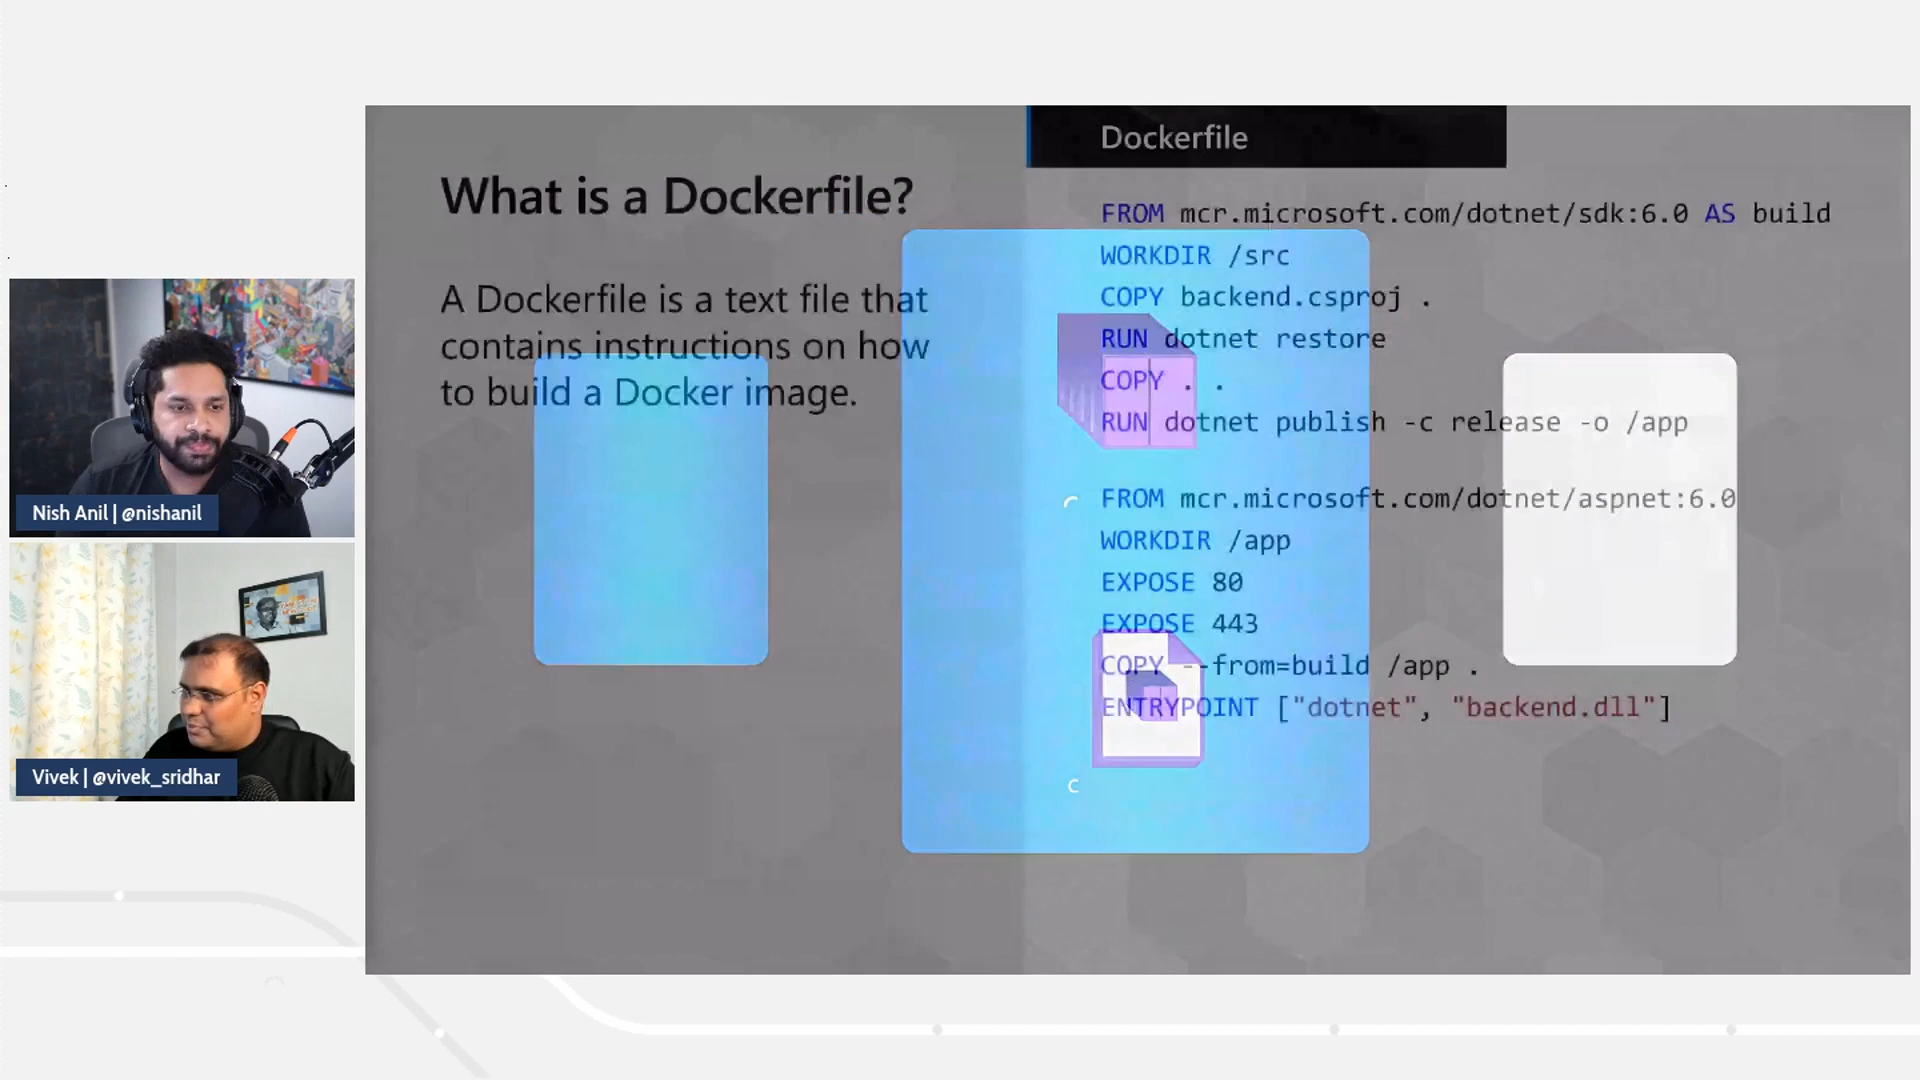 Dockerfile
What is a Dockerfile?
A Dockerfile is a text file that
contains instructions on how
to build a Docker image.
FROM mcr.microsoft.com/dotnet/sdk:6.0 AS build
WORKDIR /src
COPY backend.csproj .
RUN dotnet restore
COPY . .
RUN dotnet publish -c release -o /app
FROM mcr.microsoft.com/dotnet/aspnet:6.0
WORKDIR /app
EXPOSE 80
EXPOSE 443
COPY --from=build /app .
ENTRYPOINT ["dotnet", "backend.dll"]
Nish Anil | @nishanil
Vivek | @vivek_sridhar